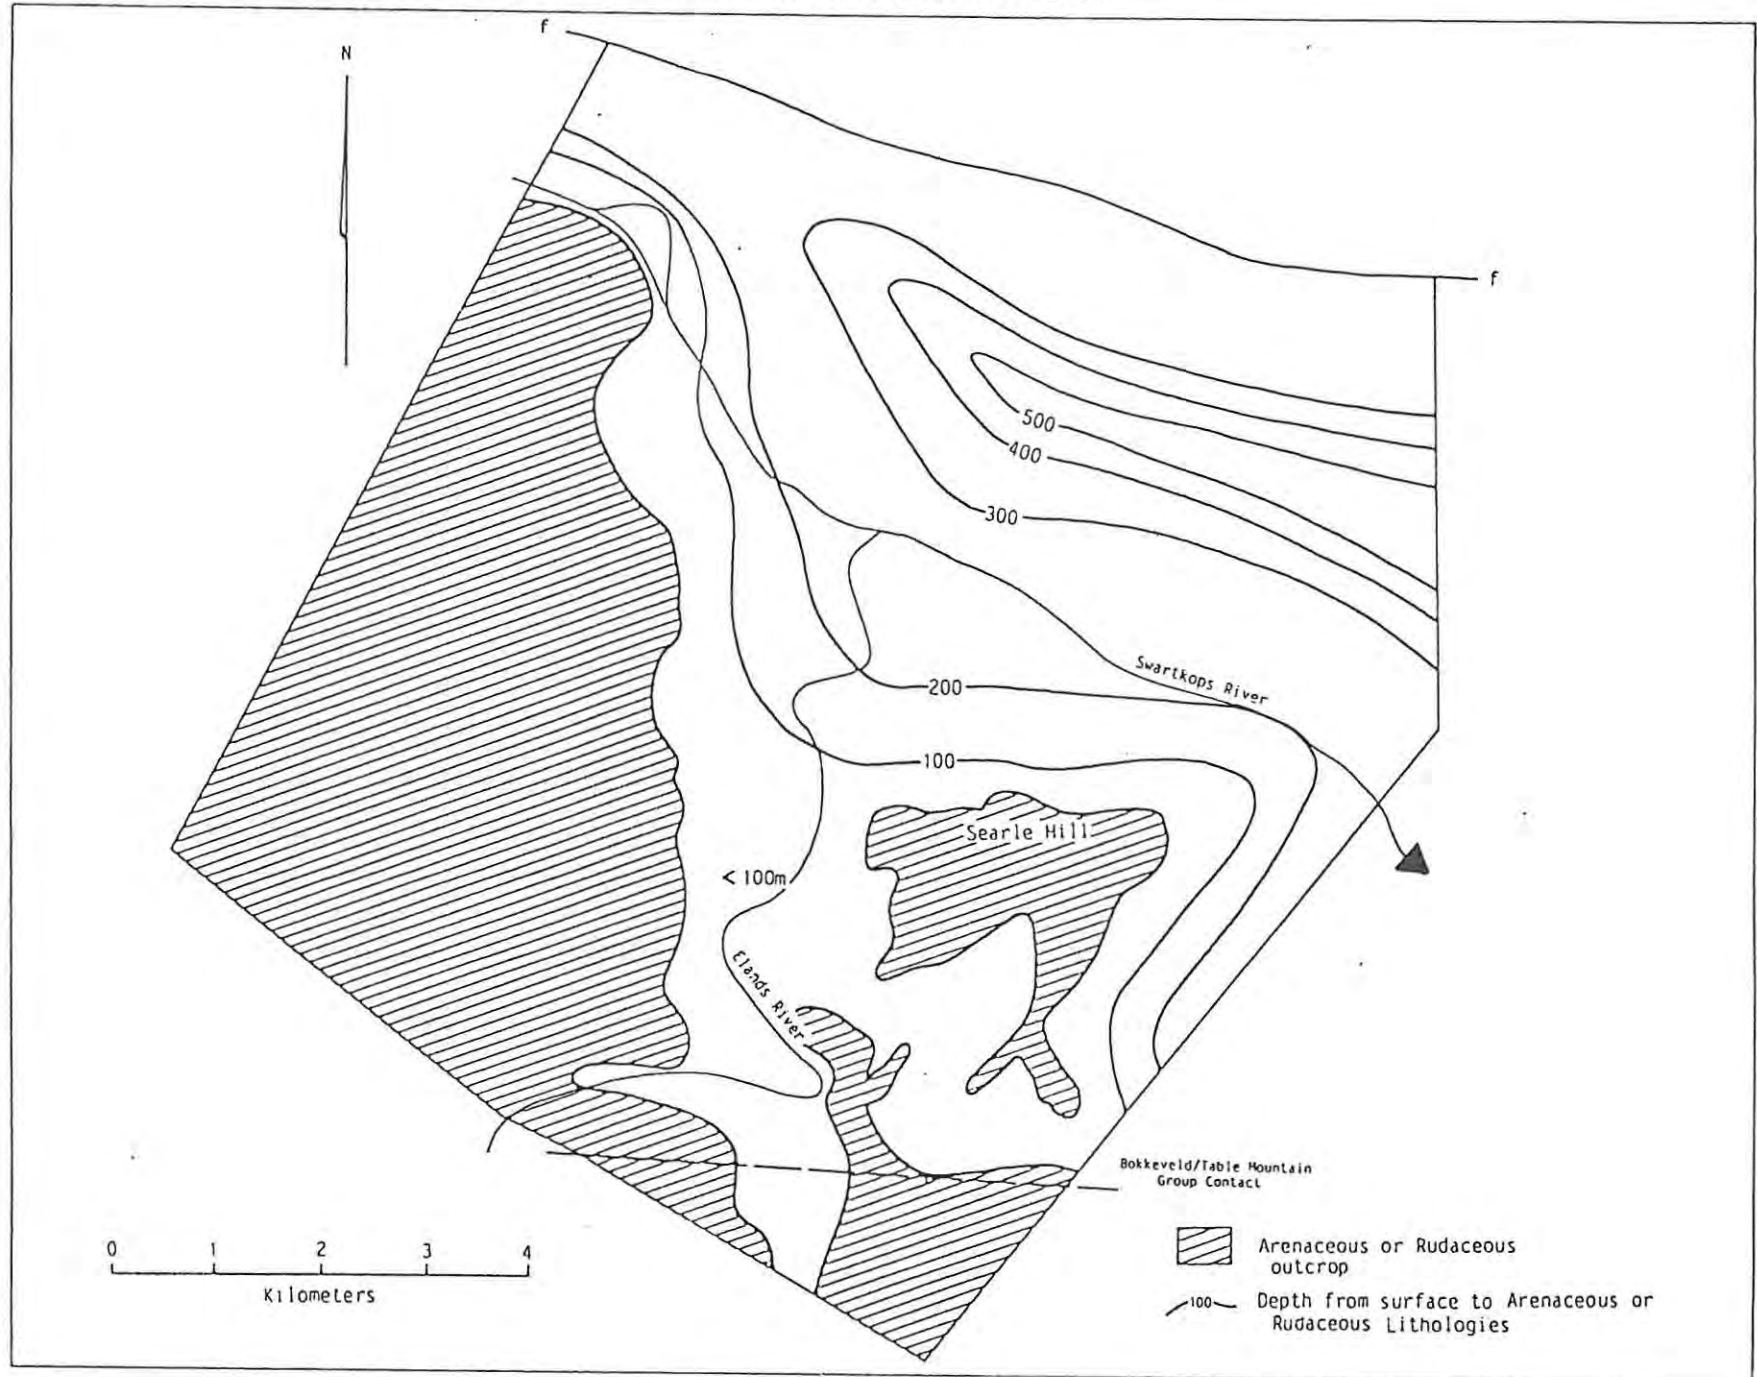 f
N
f
500
400
300
Swartkops River
200
100
Searle Hill
< 100m
Elands River
Bokkeveld/Table Mountain
Group Contact
0 1 2 3 4
Kilometers
Arenaceous or Rudaceous
outcrop
100 Depth from surface to Arenaceous or
Rudaceous Lithologies